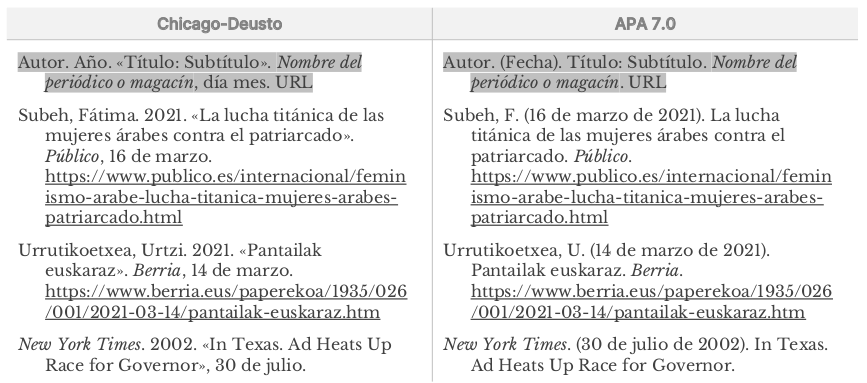 Chicago-Deusto
Autor. Año. «Título: Subtítulo». Nombre del
periódico o magacín, día mes. URL
Subeh, Fátima. 2021. «La lucha titánica de las
mujeres árabes contra el patriarcado».
Público, 16 de marzo.
https://www.publico.es/internacional/femin
ismo-arabe-lucha-titanica-mujeres-arabes-
patriarcado.html
Urrutikoetxea, Urtzi. 2021. «Pantailak
euskaraz». Berria, 14 de marzo.
https://www.berria.eus/paperekoa/1935/026
/001/2021-03-14/pantailak-euskaraz.htm
New York Times. 2002. «In Texas. Ad Heats Up
Race for Governor», 30 de julio.
APA 7.0
Autor. (Fecha). Título: Subtítulo. Nombre del
periódico o magacín. URL
Subeh, F. (16 de marzo de 2021). La lucha
titánica de las mujeres árabes contra el
patriarcado. Público.
https://www.publico.es/internacional/femin
ismo-arabe-lucha-titanica-mujeres-arabes-
patriarcado.html
Urrutikoetxea, U. (14 de marzo de 2021).
Pantailak euskaraz. Berria.
https://www.berria.eus/paperekoa/1935/026
/001/2021-03-14/pantailak-euskaraz.htm
New York Times. (30 de julio de 2002). In Texas.
Ad Heats Up Race for Governor.